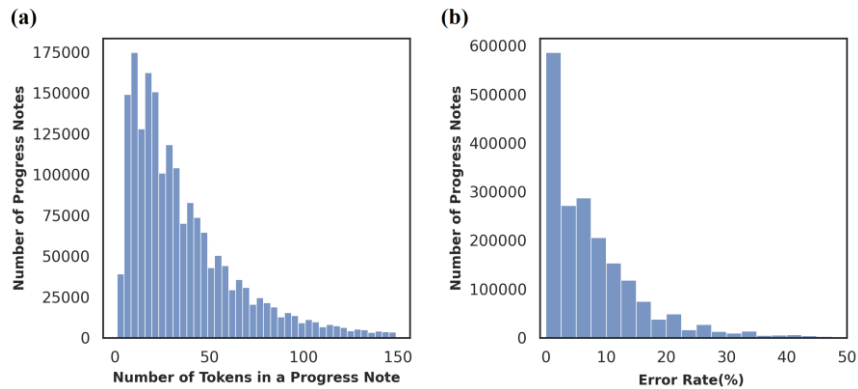 (a)
Number of Progress Notes
175000
150000
125000
100000
75000
50000
25000
0
0 50 100 150
Number of Tokens in a Progress Note
(b)
Number of Progress Notes
600000
500000
400000
300000
200000
100000
0
0 10 20 30 40 50
Error Rate(%)